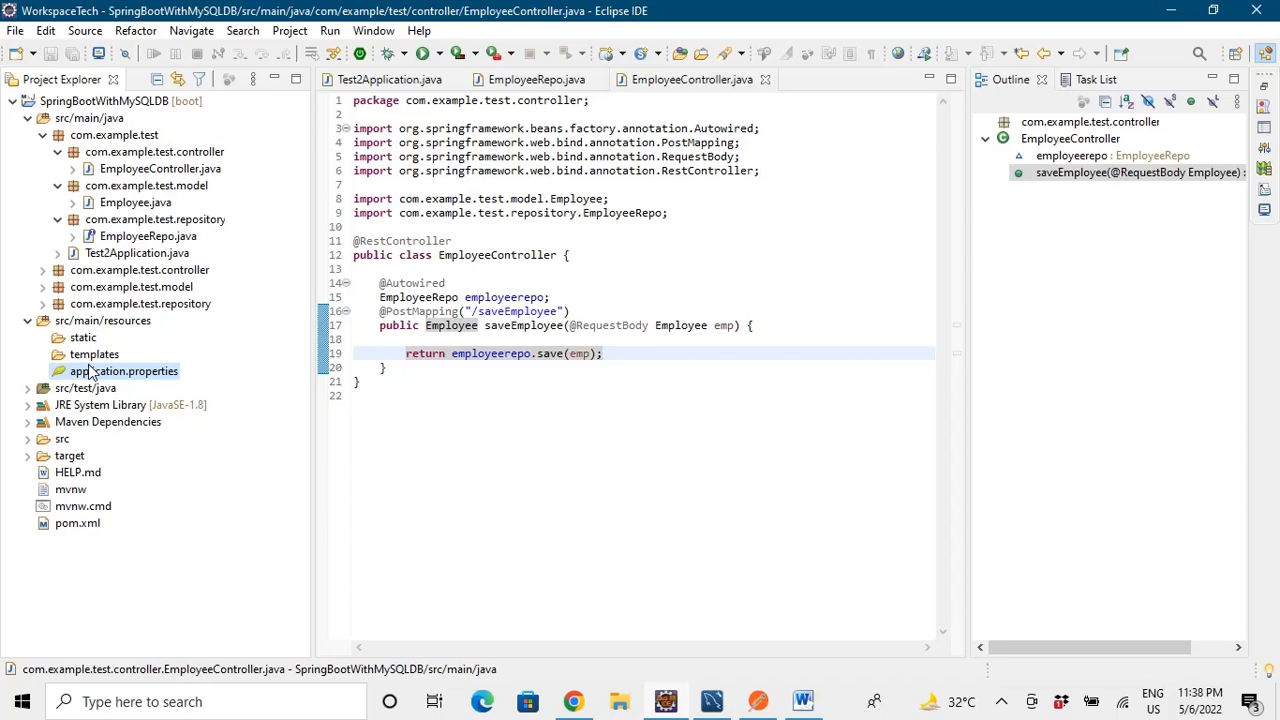 WorkspaceTech - SpringBootWithMySQLDB/src/main/java/com/example/test/controller/EmployeeController.java - Eclipse IDE
File Edit Source Refactor Navigate Search Project Run Window Help
Project Explorer
SpringBootWithMySQLDB [boot]
src/main/java
com.example.test
com.example.test.controller
EmployeeController.java
com.example.test.model
Employee.java
com.example.test.repository
EmployeeRepo.java
Test2Application.java
com.example.test.controller
com.example.test.model
com.example.test.repository
src/main/resources
static
templates
application.properties
src/test/java
JRE System Library [JavaSE-1.8]
Maven Dependencies
src
target
HELP.md
mvnw
mvnw.cmd
pom.xml
Test2Application.java EmployeeRepo.java EmployeeController.java
1 package com.example.test.controller;
2
3 import org.springframework.beans.factory.annotation.Autowired;
4 import org.springframework.web.bind.annotation.PostMapping;
5 import org.springframework.web.bind.annotation.RequestBody;
6 import org.springframework.web.bind.annotation.RestController;
7
8 import com.example.test.model.Employee;
9 import com.example.test.repository.EmployeeRepo;
10
11 @RestController
12 public class EmployeeController {
13
14 @Autowired
15 EmployeeRepo employeerepo;
16 @PostMapping("/saveEmployee")
17 public Employee saveEmployee(@RequestBody Employee emp) {
18
19 return employeerepo.save(emp);
20 }
21 }
22
Outline Task List
com.example.test.controller
EmployeeController
employeerepo : EmployeeRepo
saveEmployee(@RequestBody Employee) :
com.example.test.controller.EmployeeController.java - SpringBootWithMySQLDB/src/main/java
Type here to search
32°C
ENG
US
11:38 PM
5/6/2022
3